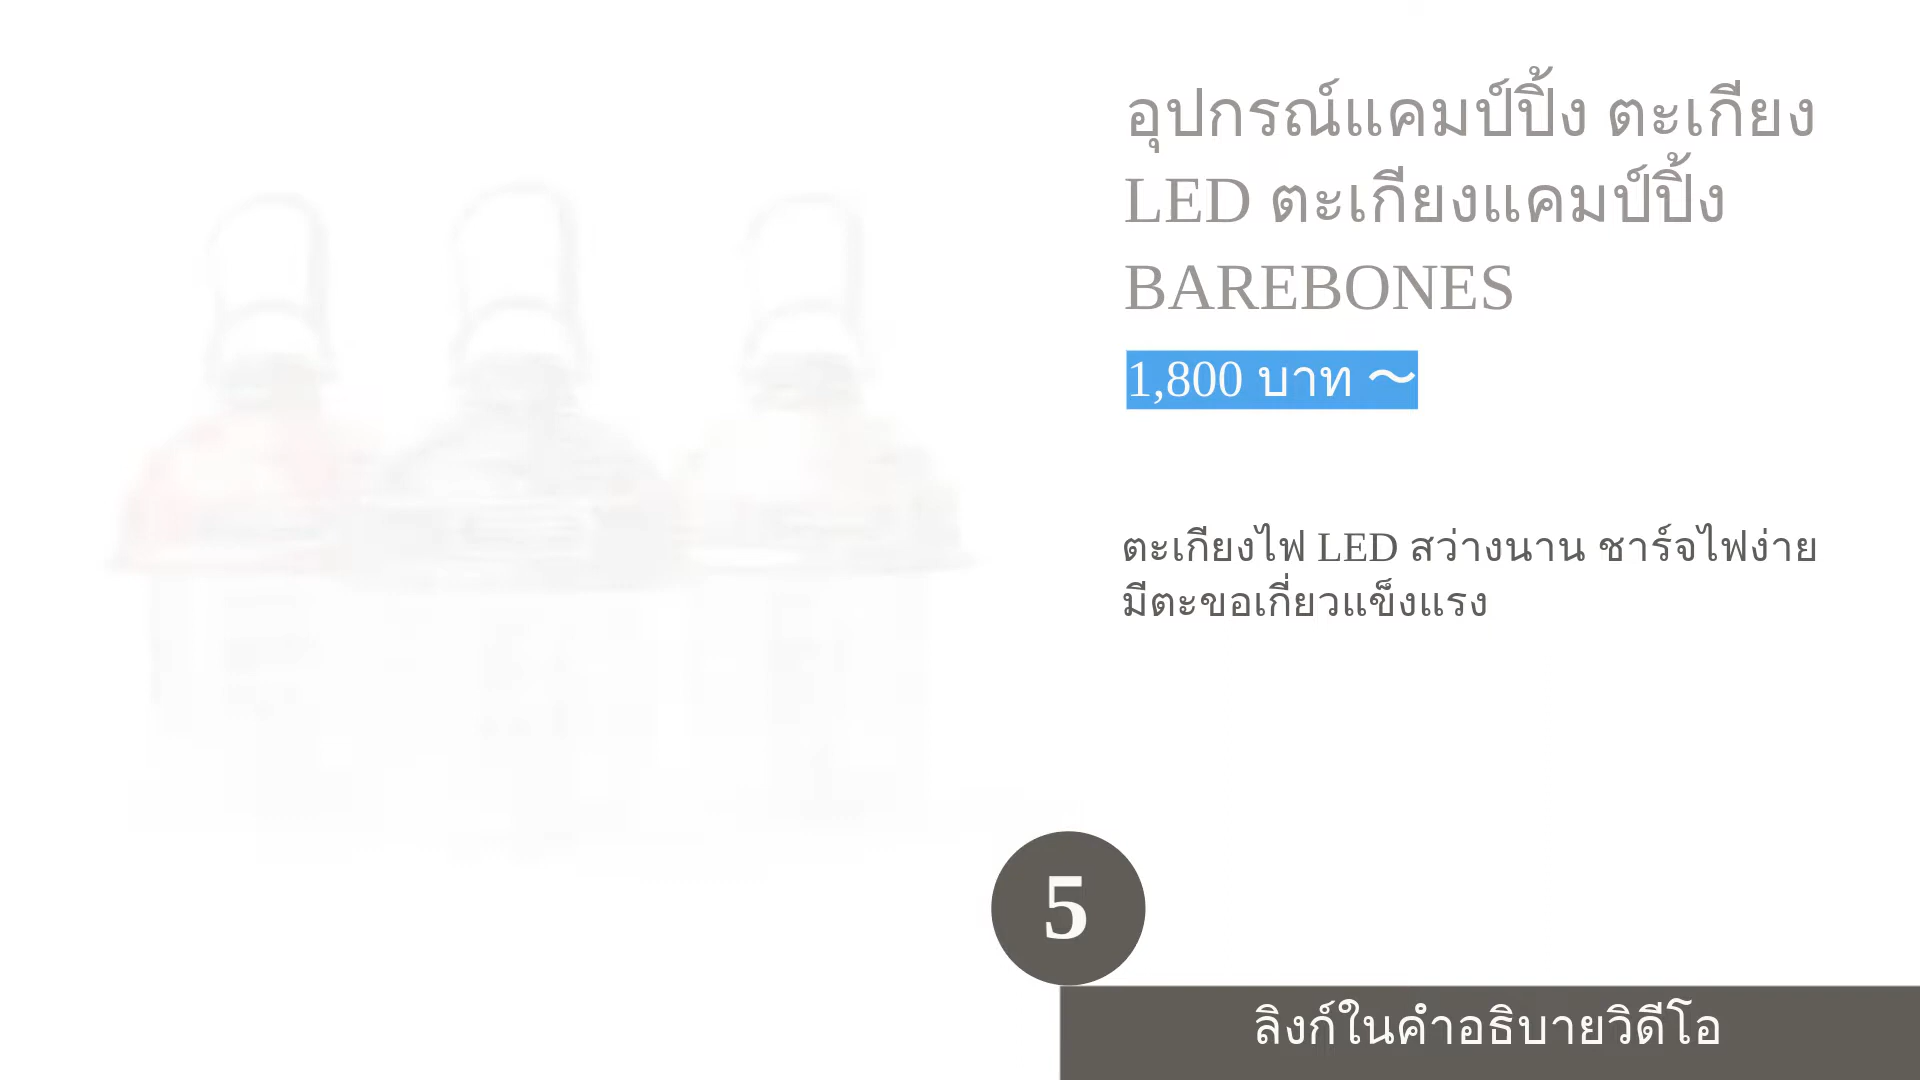 อุปกรณ์แคมป์ปิ้ง ตะเกียง
LED ตะเกียงแคมป์ปิ้ง
BAREBONES
1,800 บาท ～
ตะเกียงไฟ LED สว่างนาน ชาร์จไฟง่าย
มีตะขอเกี่ยวแข็งแรง
5
ลิงก์ในคำอธิบายวิดีโอ